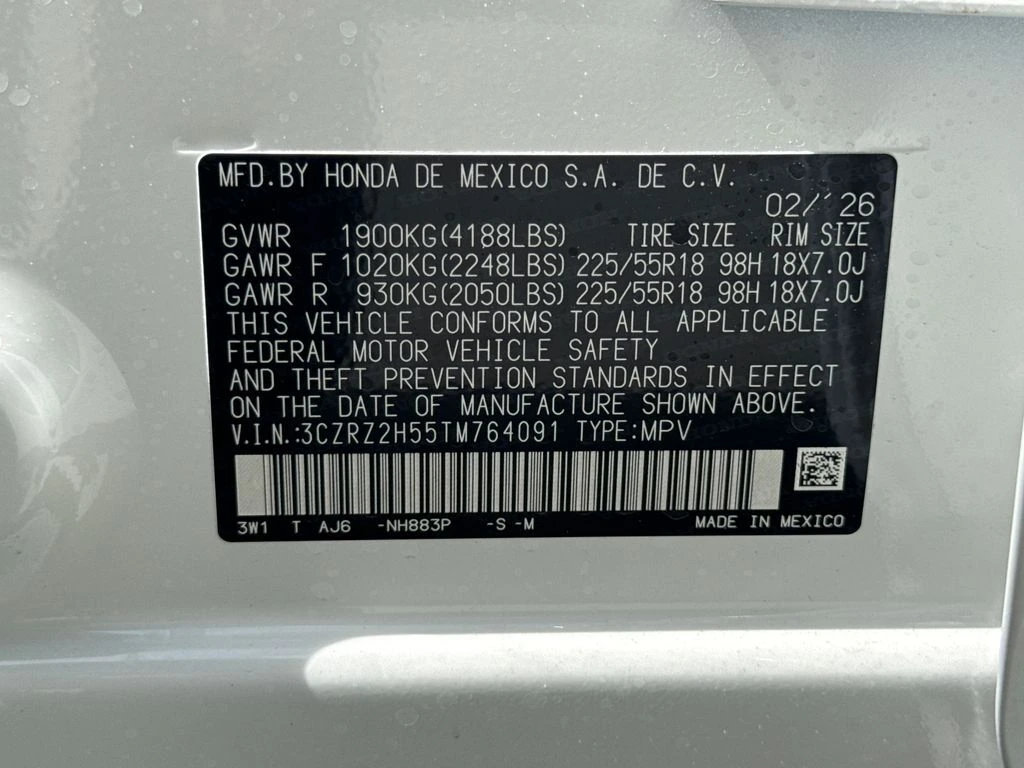 MFD.BY HONDA DE MEXICO S.A. DE C.V.
02/'26
GVWR 1900KG(4188LBS) TIRE SIZE RIM SIZE
GAWR F 1020KG(2248LBS) 225/55R18 98H 18X7.0J
GAWR R 930KG(2050LBS) 225/55R18 98H 18X7.0J
THIS VEHICLE CONFORMS TO ALL APPLICABLE
FEDERAL MOTOR VEHICLE SAFETY
AND THEFT PREVENTION STANDARDS IN EFFECT
ON THE DATE OF MANUFACTURE SHOWN ABOVE.
V.I.N.:3CZRZ2H55TM764091 TYPE:MPV
3W1 T AJ6 -NH883P -S -M MADE IN MEXICO